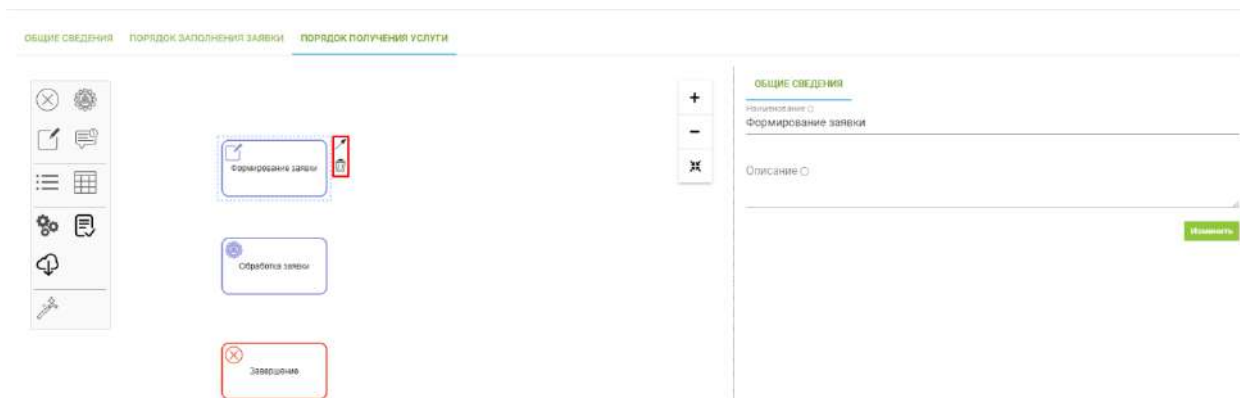 ОБЩИЕ СВЕДЕНИЯ ПОРЯДОК ЗАПОЛНЕНИЯ ЗАЯВКИ ПОРЯДОК ПОЛУЧЕНИЯ УСЛУГИ
ОБЩИЕ СВЕДЕНИЯ
Наименование
Формирование заявки
Описание
Изменить
Формирование заявки
Обработка заявки
Завершение